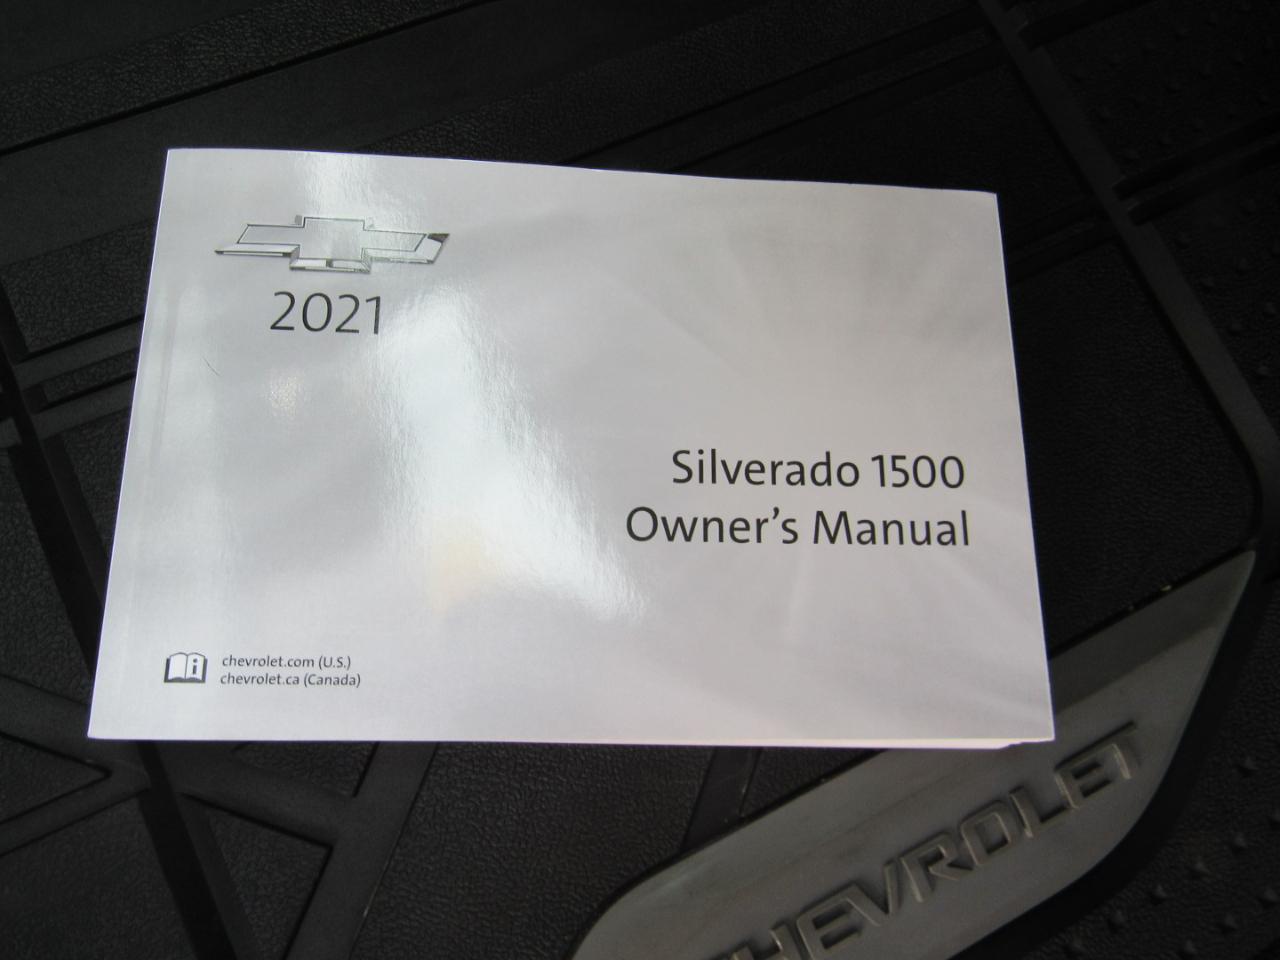 2021
Silverado 1500
Owner's Manual
chevrolet.com (U.S.)
chevrolet.ca (Canada)
CHEVROLET